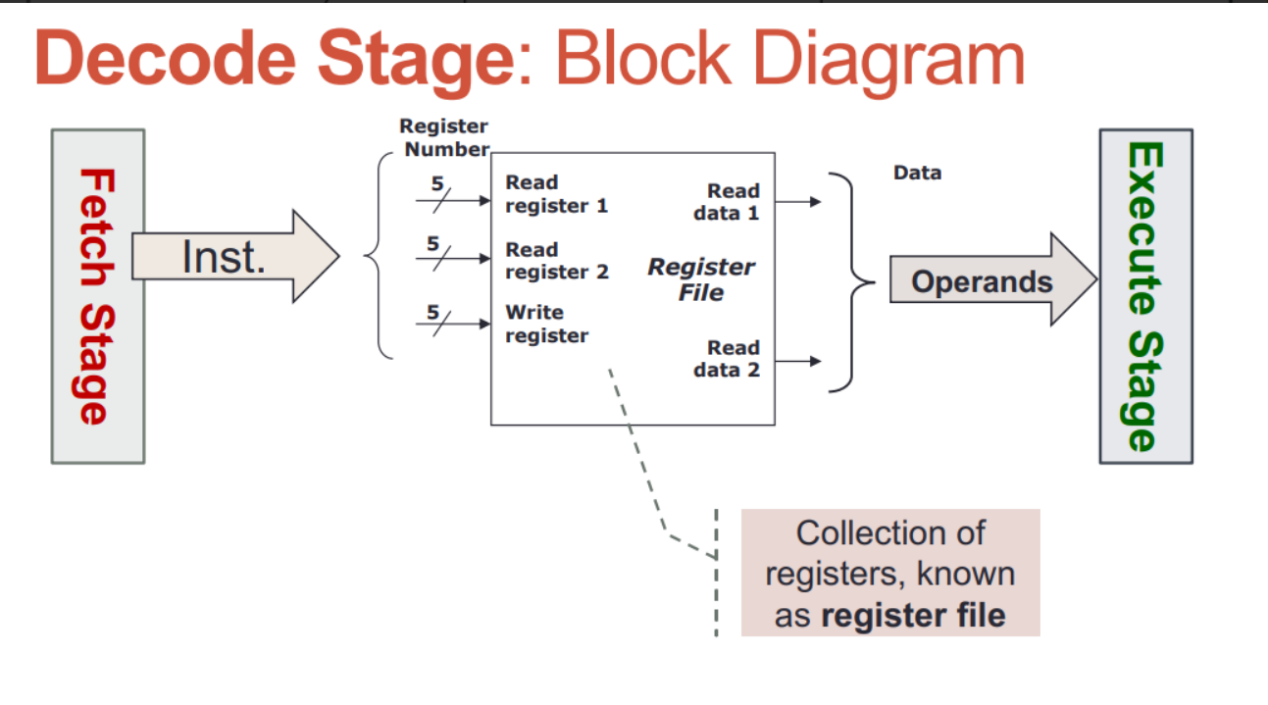 Decode Stage: Block Diagram
Fetch Stage
Inst.
Register
Number
5
5
5
Read
register 1
Read
register 2
Write
register
Register
File
Read
data 1
Read
data 2
Data
Operands
Execute Stage
Collection of
registers, known
as register file